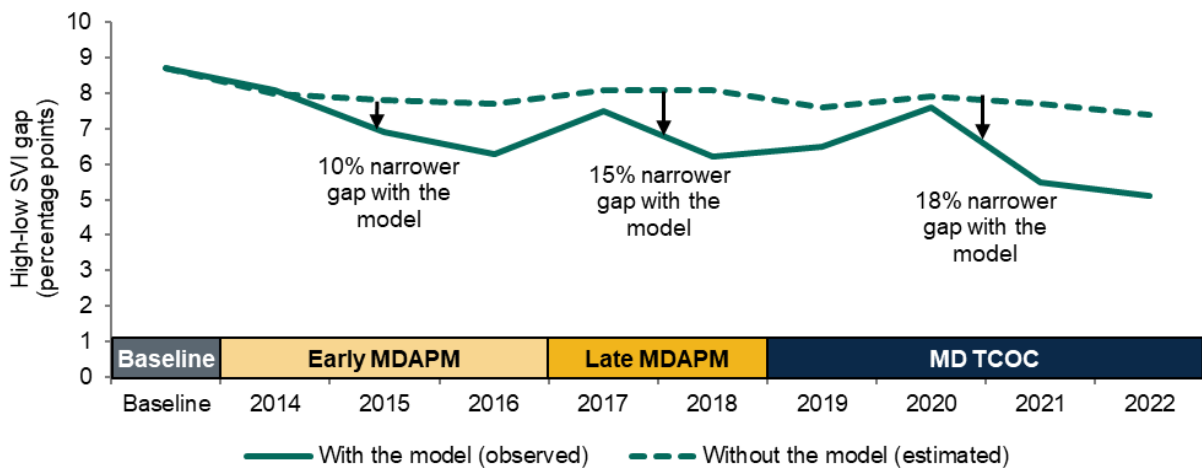 10
9
8
7
6
5
4
3
2
1
0
High-low SVI gap
(percentage points)
10% narrower
gap with the
model
15% narrower
gap with the
model
18% narrower
gap with the
model
Baseline Early MDAPM Late MDAPM MD TCOC
Baseline 2014 2015 2016 2017 2018 2019 2020 2021 2022
With the model (observed) Without the model (estimated)